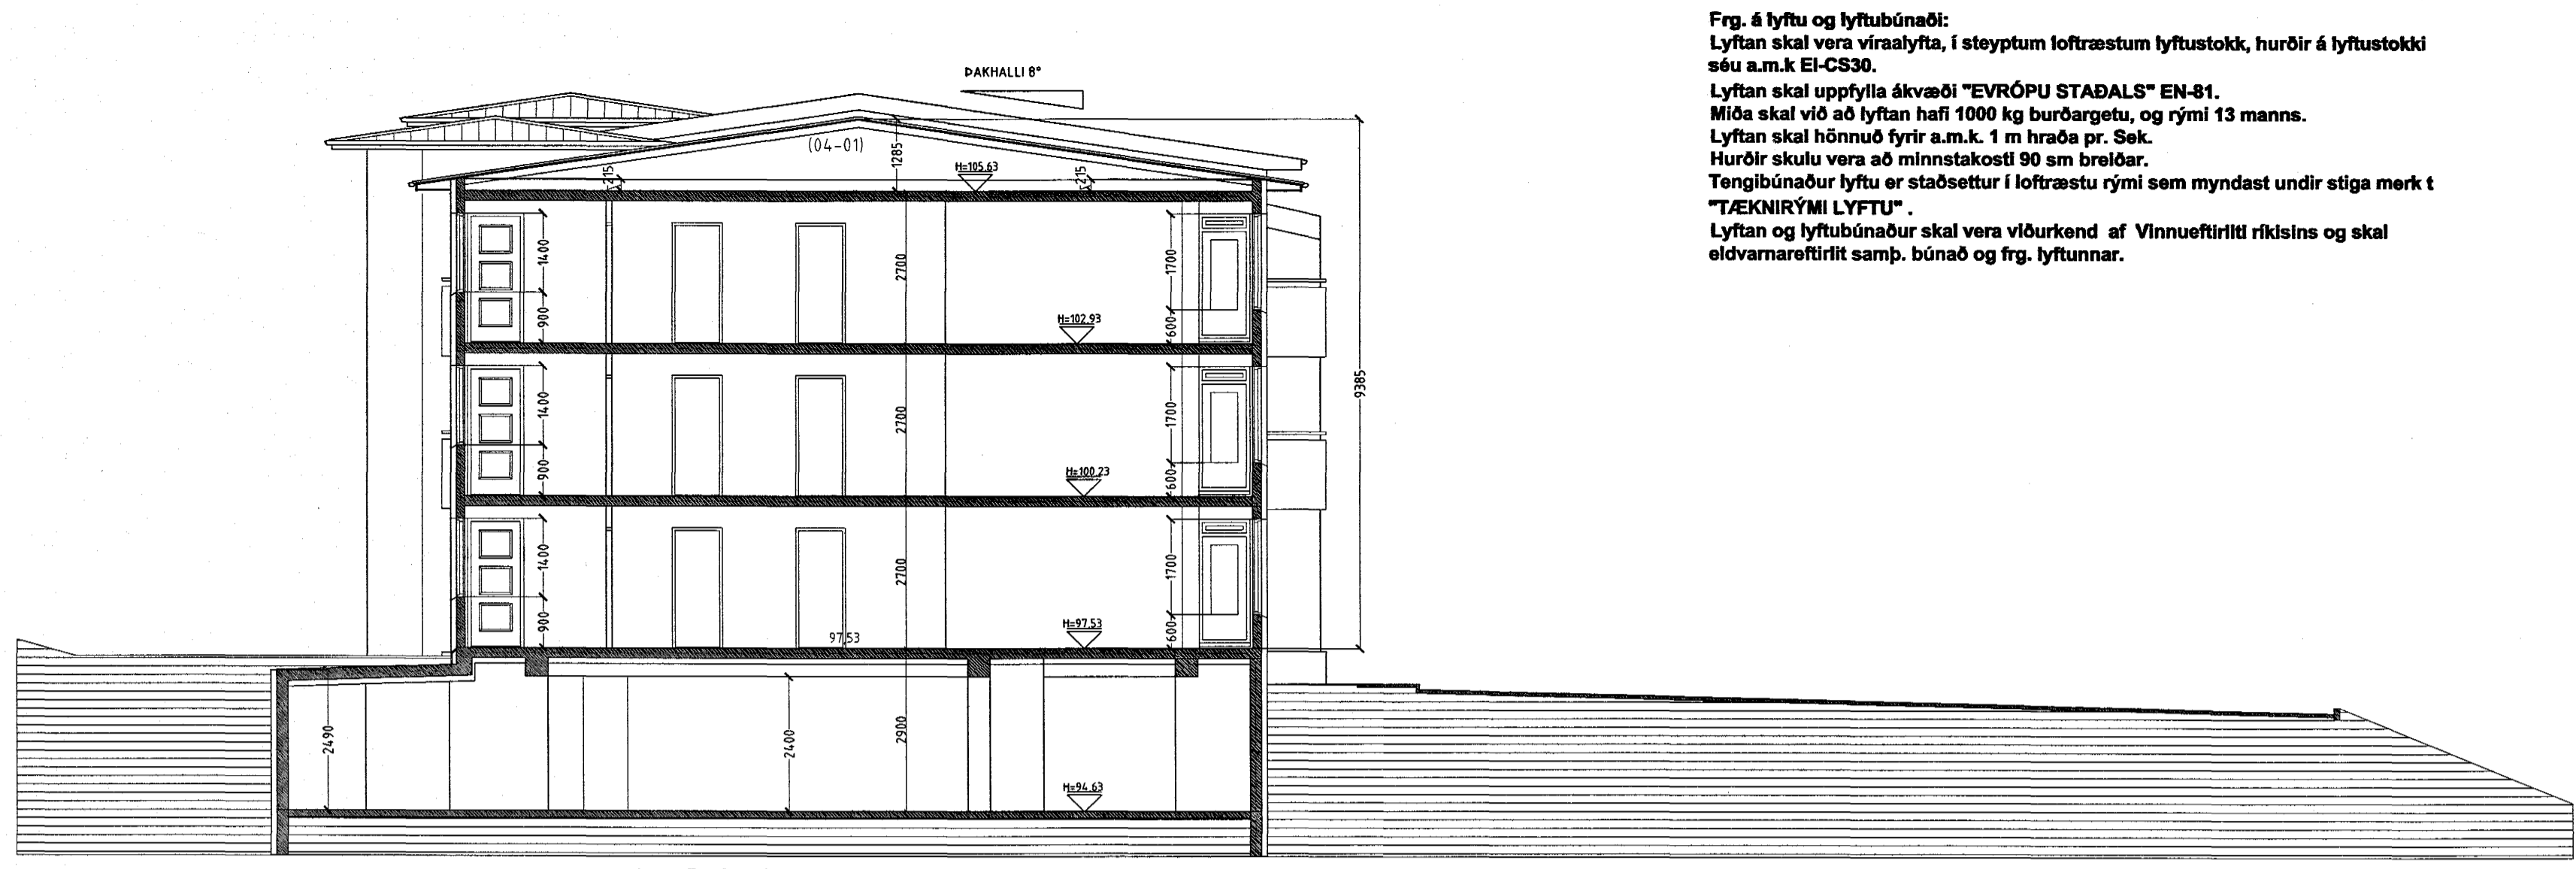 Frg. á lyftu og lyftubúnaði:
Lyftan skal vera víraalyfta, í steyptum loftræstum lyftustokk, hurðir á lyftustokki
séu a.m.k EI-CS30.
Lyftan skal uppfylla ákvæði "EVRÓPU STAÐALS" EN-81.
Miða skal við að lyftan hafi 1000 kg burðargetu, og rými 13 manns.
Lyftan skal hönnuð fyrir a.m.k. 1 m hraða pr. Sek.
Hurðir skulu vera að minnstakosti 90 sm breiðar.
Tengibúnaður lyftu er staðsettur í loftræstu rými sem myndast undir stiga merk t
"TÆKNIRÝMI LYFTU" .
Lyftan og lyftubúnaður skal vera viðurkend af Vinnueftirliti ríkisins og skal
eldvarnareftirlit samþ. búnað og frg. lyftunnar.
ÞAKHALLI 8°
(04-01)
1285
H=105.63
215
215
1400
2700
1700
900
H=102.93
600
9385
1400
2700
1700
900
H=100.23
600
1400
2700
1700
900
97,53
H=97.53
600
2490
2400
2900
H=94.63